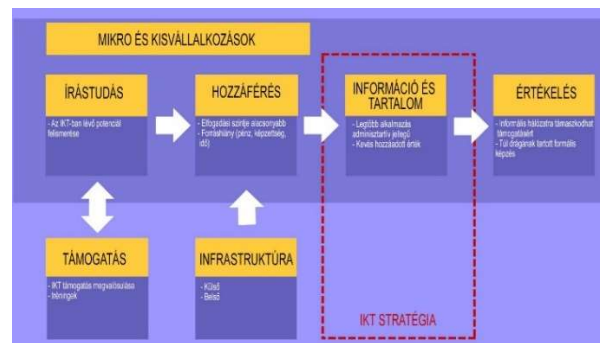 MIKRO ÉS KISVÁLLALKOZÁSOK
ÍRÁSTUDÁS
- Az IKT-ban lévő potenciál
felismerése
HOZZÁFÉRÉS
- Elfogadási szintje alacsonyabb
- Forráshiány (pénz, képzettség,
idő)
INFORMÁCIÓ ÉS
TARTALOM
- Legtöbb alkalmazás
adminisztratív jellegű
- Kevés hozzáadott érték
ÉRTÉKELÉS
- Informális hálózatra támaszkodhat
támogatásért
- Túl drágának tartott formális
képzés
TÁMOGATÁS
- IKT támogatás megvalósulása
- tréningek
INFRASTRUKTÚRA
- Külső
- Belső
IKT STRATÉGIA